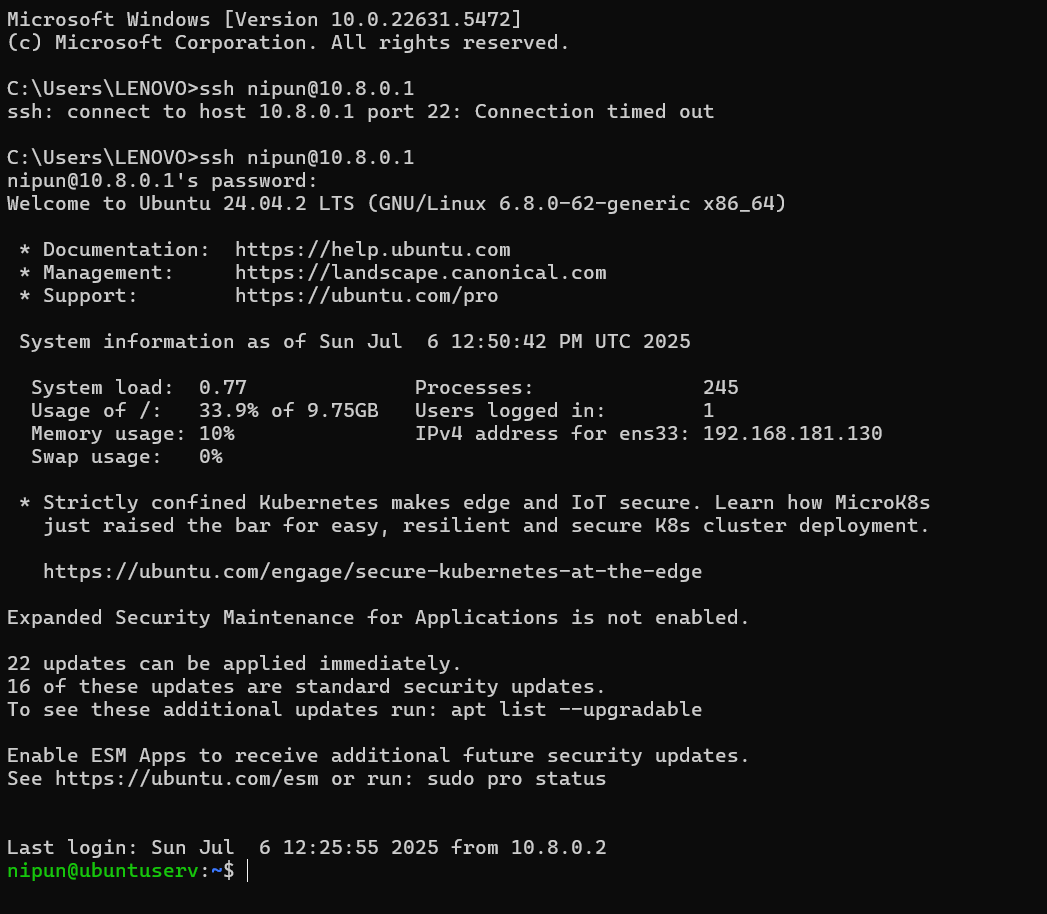 Microsoft Windows [Version 10.0.22631.5472]
(c) Microsoft Corporation. All rights reserved.
C:\Users\LENOVO>ssh nipun@10.8.0.1
ssh: connect to host 10.8.0.1 port 22: Connection timed out
C:\Users\LENOVO>ssh nipun@10.8.0.1
nipun@10.8.0.1's password:
Welcome to Ubuntu 24.04.2 LTS (GNU/Linux 6.8.0-62-generic x86_64)
 * Documentation:  https://help.ubuntu.com
 * Management:     https://landscape.canonical.com
 * Support:        https://ubuntu.com/pro
 System information as of Sun Jul  6 12:50:42 PM UTC 2025
  System load:  0.77              Processes:              245
  Usage of /:   33.9% of 9.75GB   Users logged in:        1
  Memory usage: 10%               IPv4 address for ens33: 192.168.181.130
  Swap usage:   0%
 * Strictly confined Kubernetes makes edge and IoT secure. Learn how MicroK8s
   just raised the bar for easy, resilient and secure K8s cluster deployment.
   https://ubuntu.com/engage/secure-kubernetes-at-the-edge
Expanded Security Maintenance for Applications is not enabled.
22 updates can be applied immediately.
16 of these updates are standard security updates.
To see these additional updates run: apt list --upgradable
Enable ESM Apps to receive additional future security updates.
See https://ubuntu.com/esm or run: sudo pro status
Last login: Sun Jul  6 12:25:55 2025 from 10.8.0.2
nipun@ubuntuserv:~$